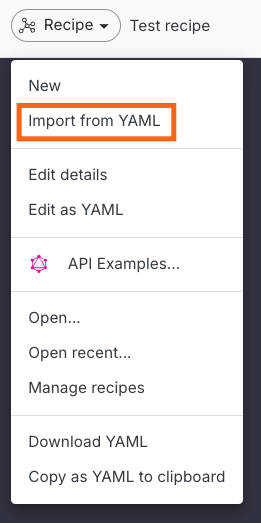 Recipe Test recipe
New
Import from YAML
Edit details
Edit as YAML
API Examples...
Open...
Open recent...
Manage recipes
Download YAML
Copy as YAML to clipboard